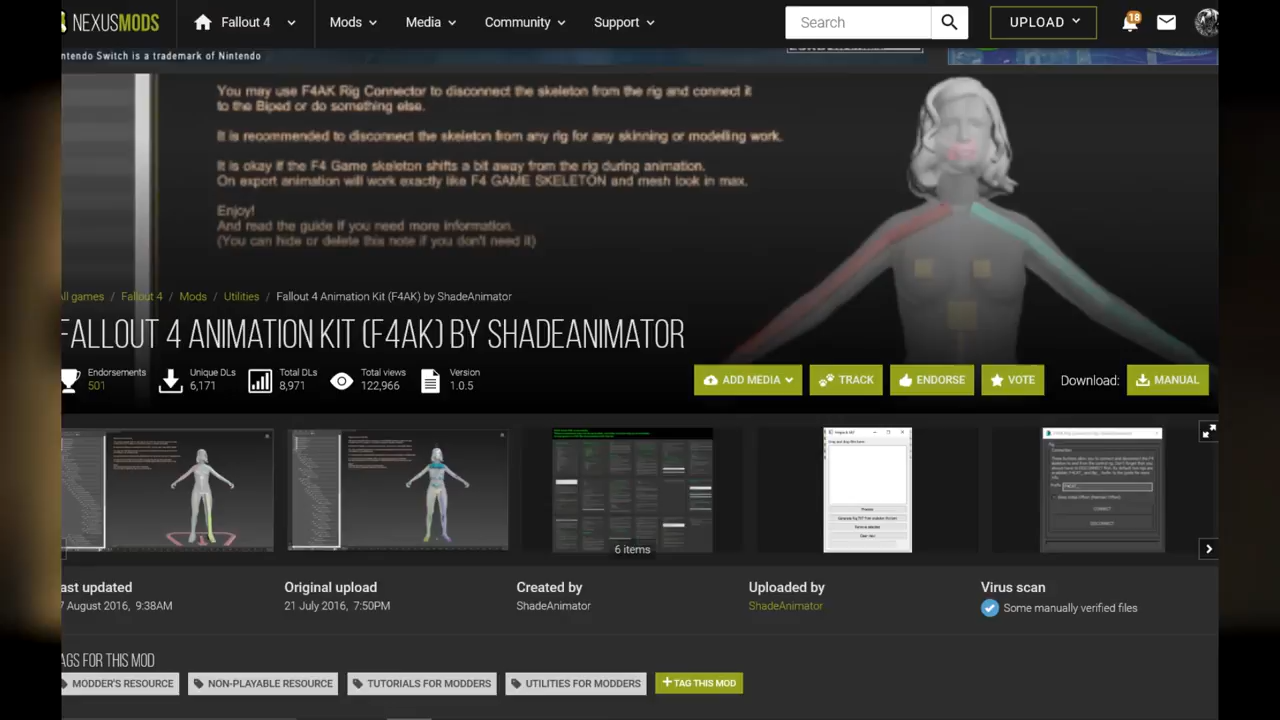 NEXUSMODS
Fallout 4
Mods
Media
Community
Support
Search
UPLOAD
18
ntendo Switch is a trademark of Nintendo
You may use F4AK Rig Connector to disconnect the skeleton from the rig and connect it
to the Biped or do something else.
It is recommended to disconnect the skeleton from any rig for any skinning or modelling work.
It is okay if the F4 Game skeleton shifts a bit away from the rig during animation.
On export animation will work exactly like F4 GAME SKELETON and mesh look in max.
Enjoy!
And read the guide if you need more information.
(You can hide or delete this note if you don't need it)
All games / Fallout 4 / Mods / Utilities / Fallout 4 Animation Kit (F4AK) by ShadeAnimator
FALLOUT 4 ANIMATION KIT (F4AK) BY SHADEANIMATOR
Endorsements
501
Unique DLs
6,171
Total DLs
8,971
Total views
122,966
Version
1.0.5
ADD MEDIA
TRACK
ENDORSE
VOTE
Download:
MANUAL
6 items
CONNECT
DISCONNECT
ast updated
7 August 2016, 9:38AM
Original upload
21 July 2016, 7:50PM
Created by
ShadeAnimator
Uploaded by
ShadeAnimator
Virus scan
Some manually verified files
AGS FOR THIS MOD
MODDER'S RESOURCE
NON-PLAYABLE RESOURCE
TUTORIALS FOR MODDERS
UTILITIES FOR MODDERS
+ TAG THIS MOD